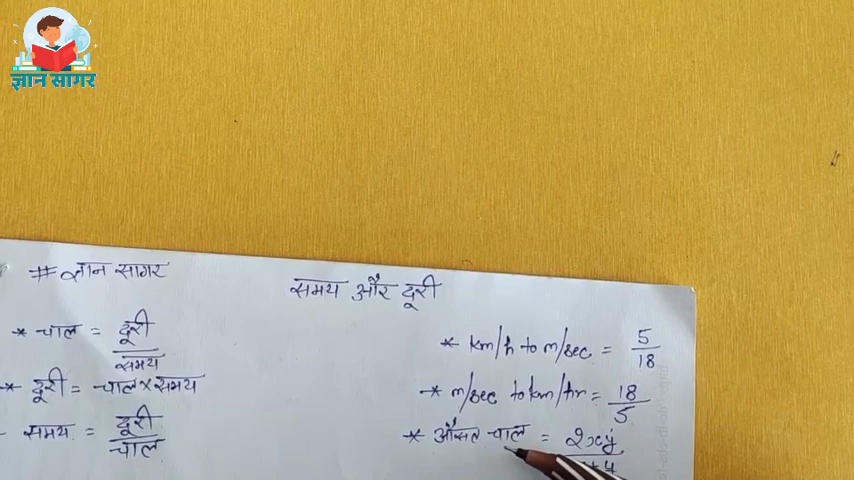 ज्ञान सागर
# ज्ञान सागर
समय और दूरी
* चाल = दूरी / समय
* दूरी = चाल × समय
समय = दूरी / चाल
* km/h to m/sec = 5/18
* m/sec to km/hr = 18/5
* औसत चाल = 2xy